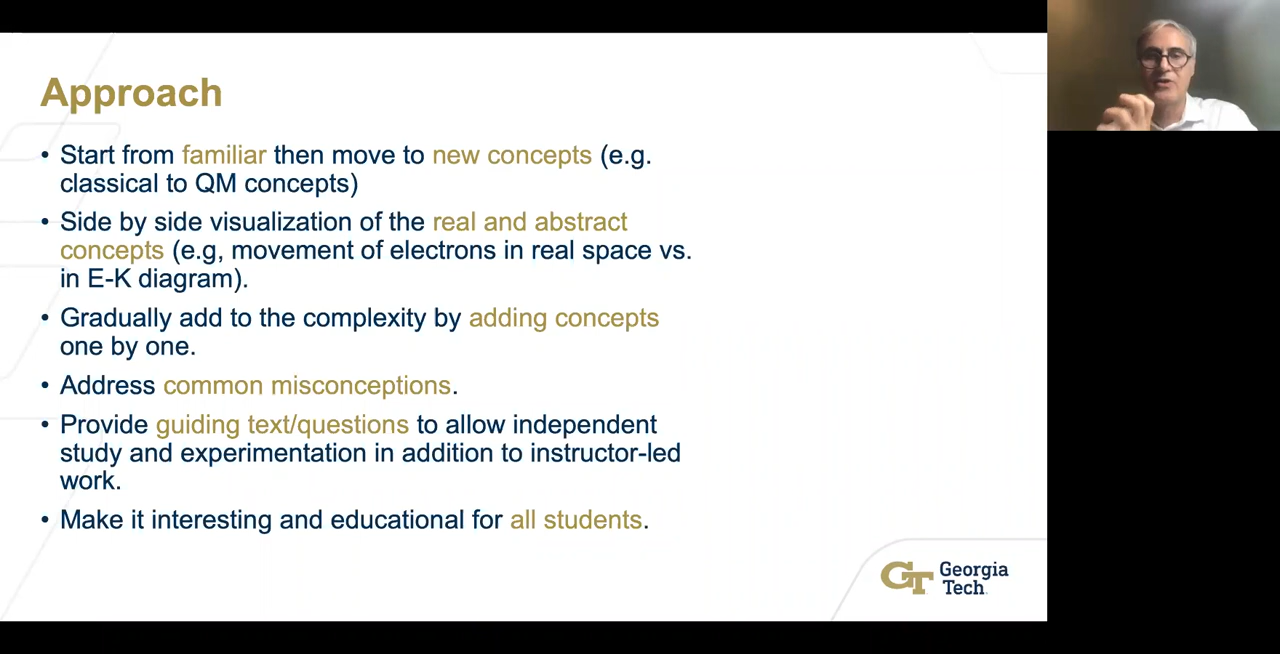 Approach
• Start from familiar then move to new concepts (e.g.
classical to QM concepts)
• Side by side visualization of the real and abstract
concepts (e.g, movement of electrons in real space vs.
in E-K diagram).
• Gradually add to the complexity by adding concepts
one by one.
• Address common misconceptions.
• Provide guiding text/questions to allow independent
study and experimentation in addition to instructor-led
work.
• Make it interesting and educational for all students.
GT Georgia
Tech.